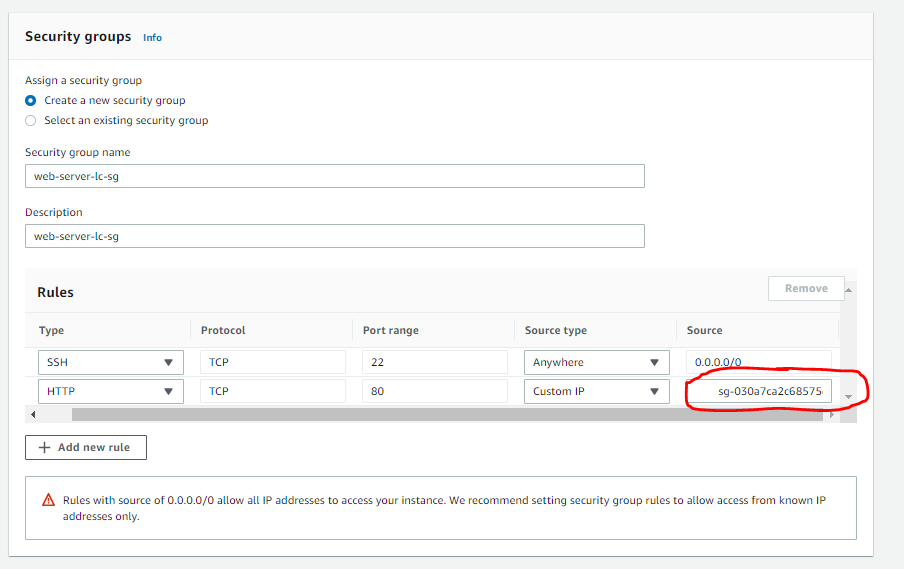 Security groups Info
Assign a security group
Create a new security group
Select an existing security group
Security group name
web-server-lc-sg
Description
web-server-lc-sg
Rules Remove
Type Protocol Port range Source type Source
SSH TCP 22 Anywhere 0.0.0.0/0
HTTP TCP 80 Custom IP sg-030a7ca2c68575
Add new rule
Rules with source of 0.0.0.0/0 allow all IP addresses to access your instance. We recommend setting security group rules to allow access from known IP
addresses only.